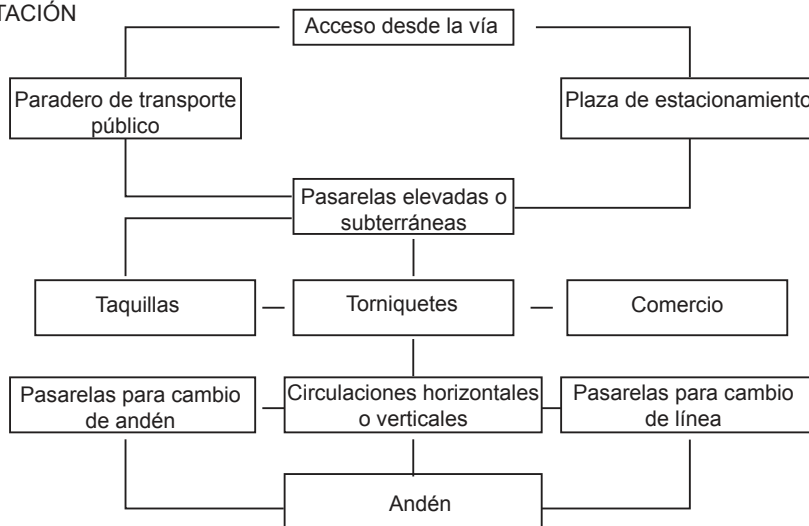 TACIÓN
Acceso desde la vía
Paradero de transporte
público
Plaza de estacionamiento
Pasarelas elevadas o
subterráneas
Taquillas
Torniquetes
Comercio
Pasarelas para cambio
de andén
Circulaciones horizontales
o verticales
Pasarelas para cambio
de línea
Andén